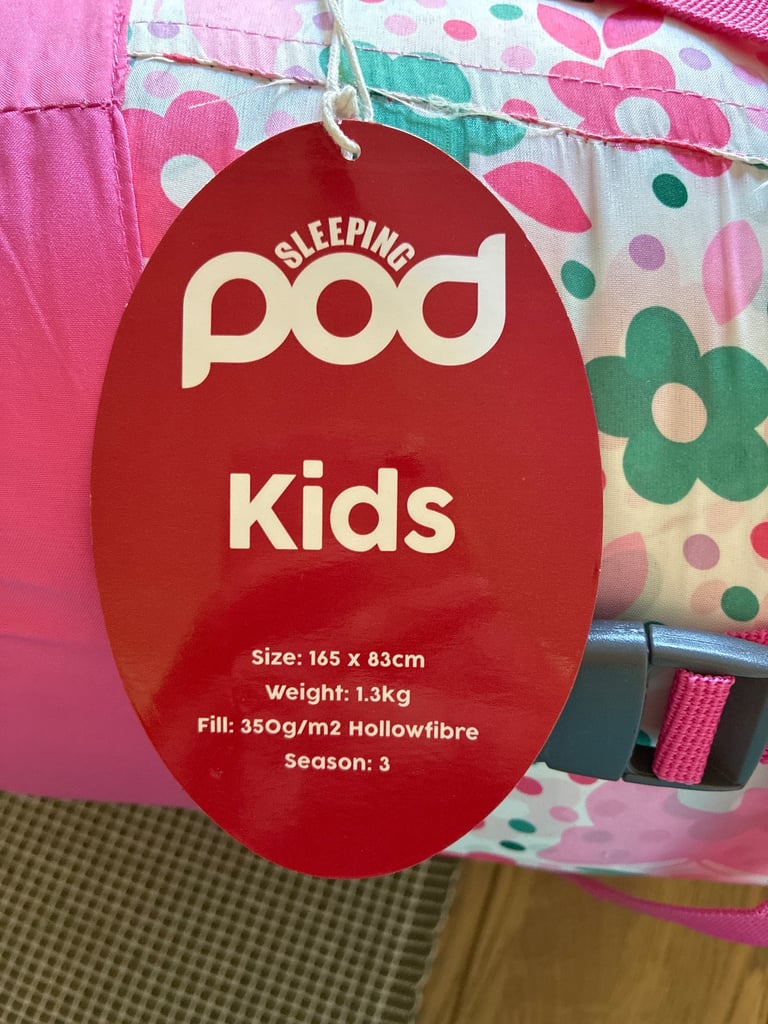 SLEEPING
pod
Kids
Size: 165 x 83cm
Weight: 1.3kg
Fill: 350g/m2 Hollowfibre
Season: 3